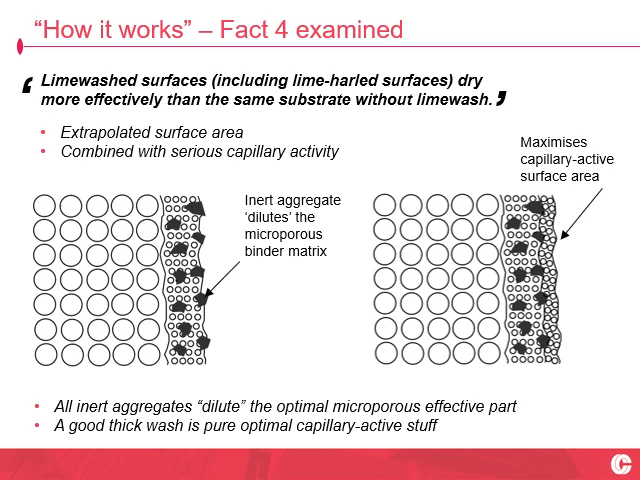 “How it works” – Fact 4 examined
‘Limewashed surfaces (including lime-harled surfaces) dry
more effectively than the same substrate without limewash.’
• Extrapolated surface area
• Combined with serious capillary activity
Maximises
capillary-active
surface area
Inert aggregate
‘dilutes’ the
microporous
binder matrix
• All inert aggregates “dilute” the optimal microporous effective part
• A good thick wash is pure optimal capillary-active stuff